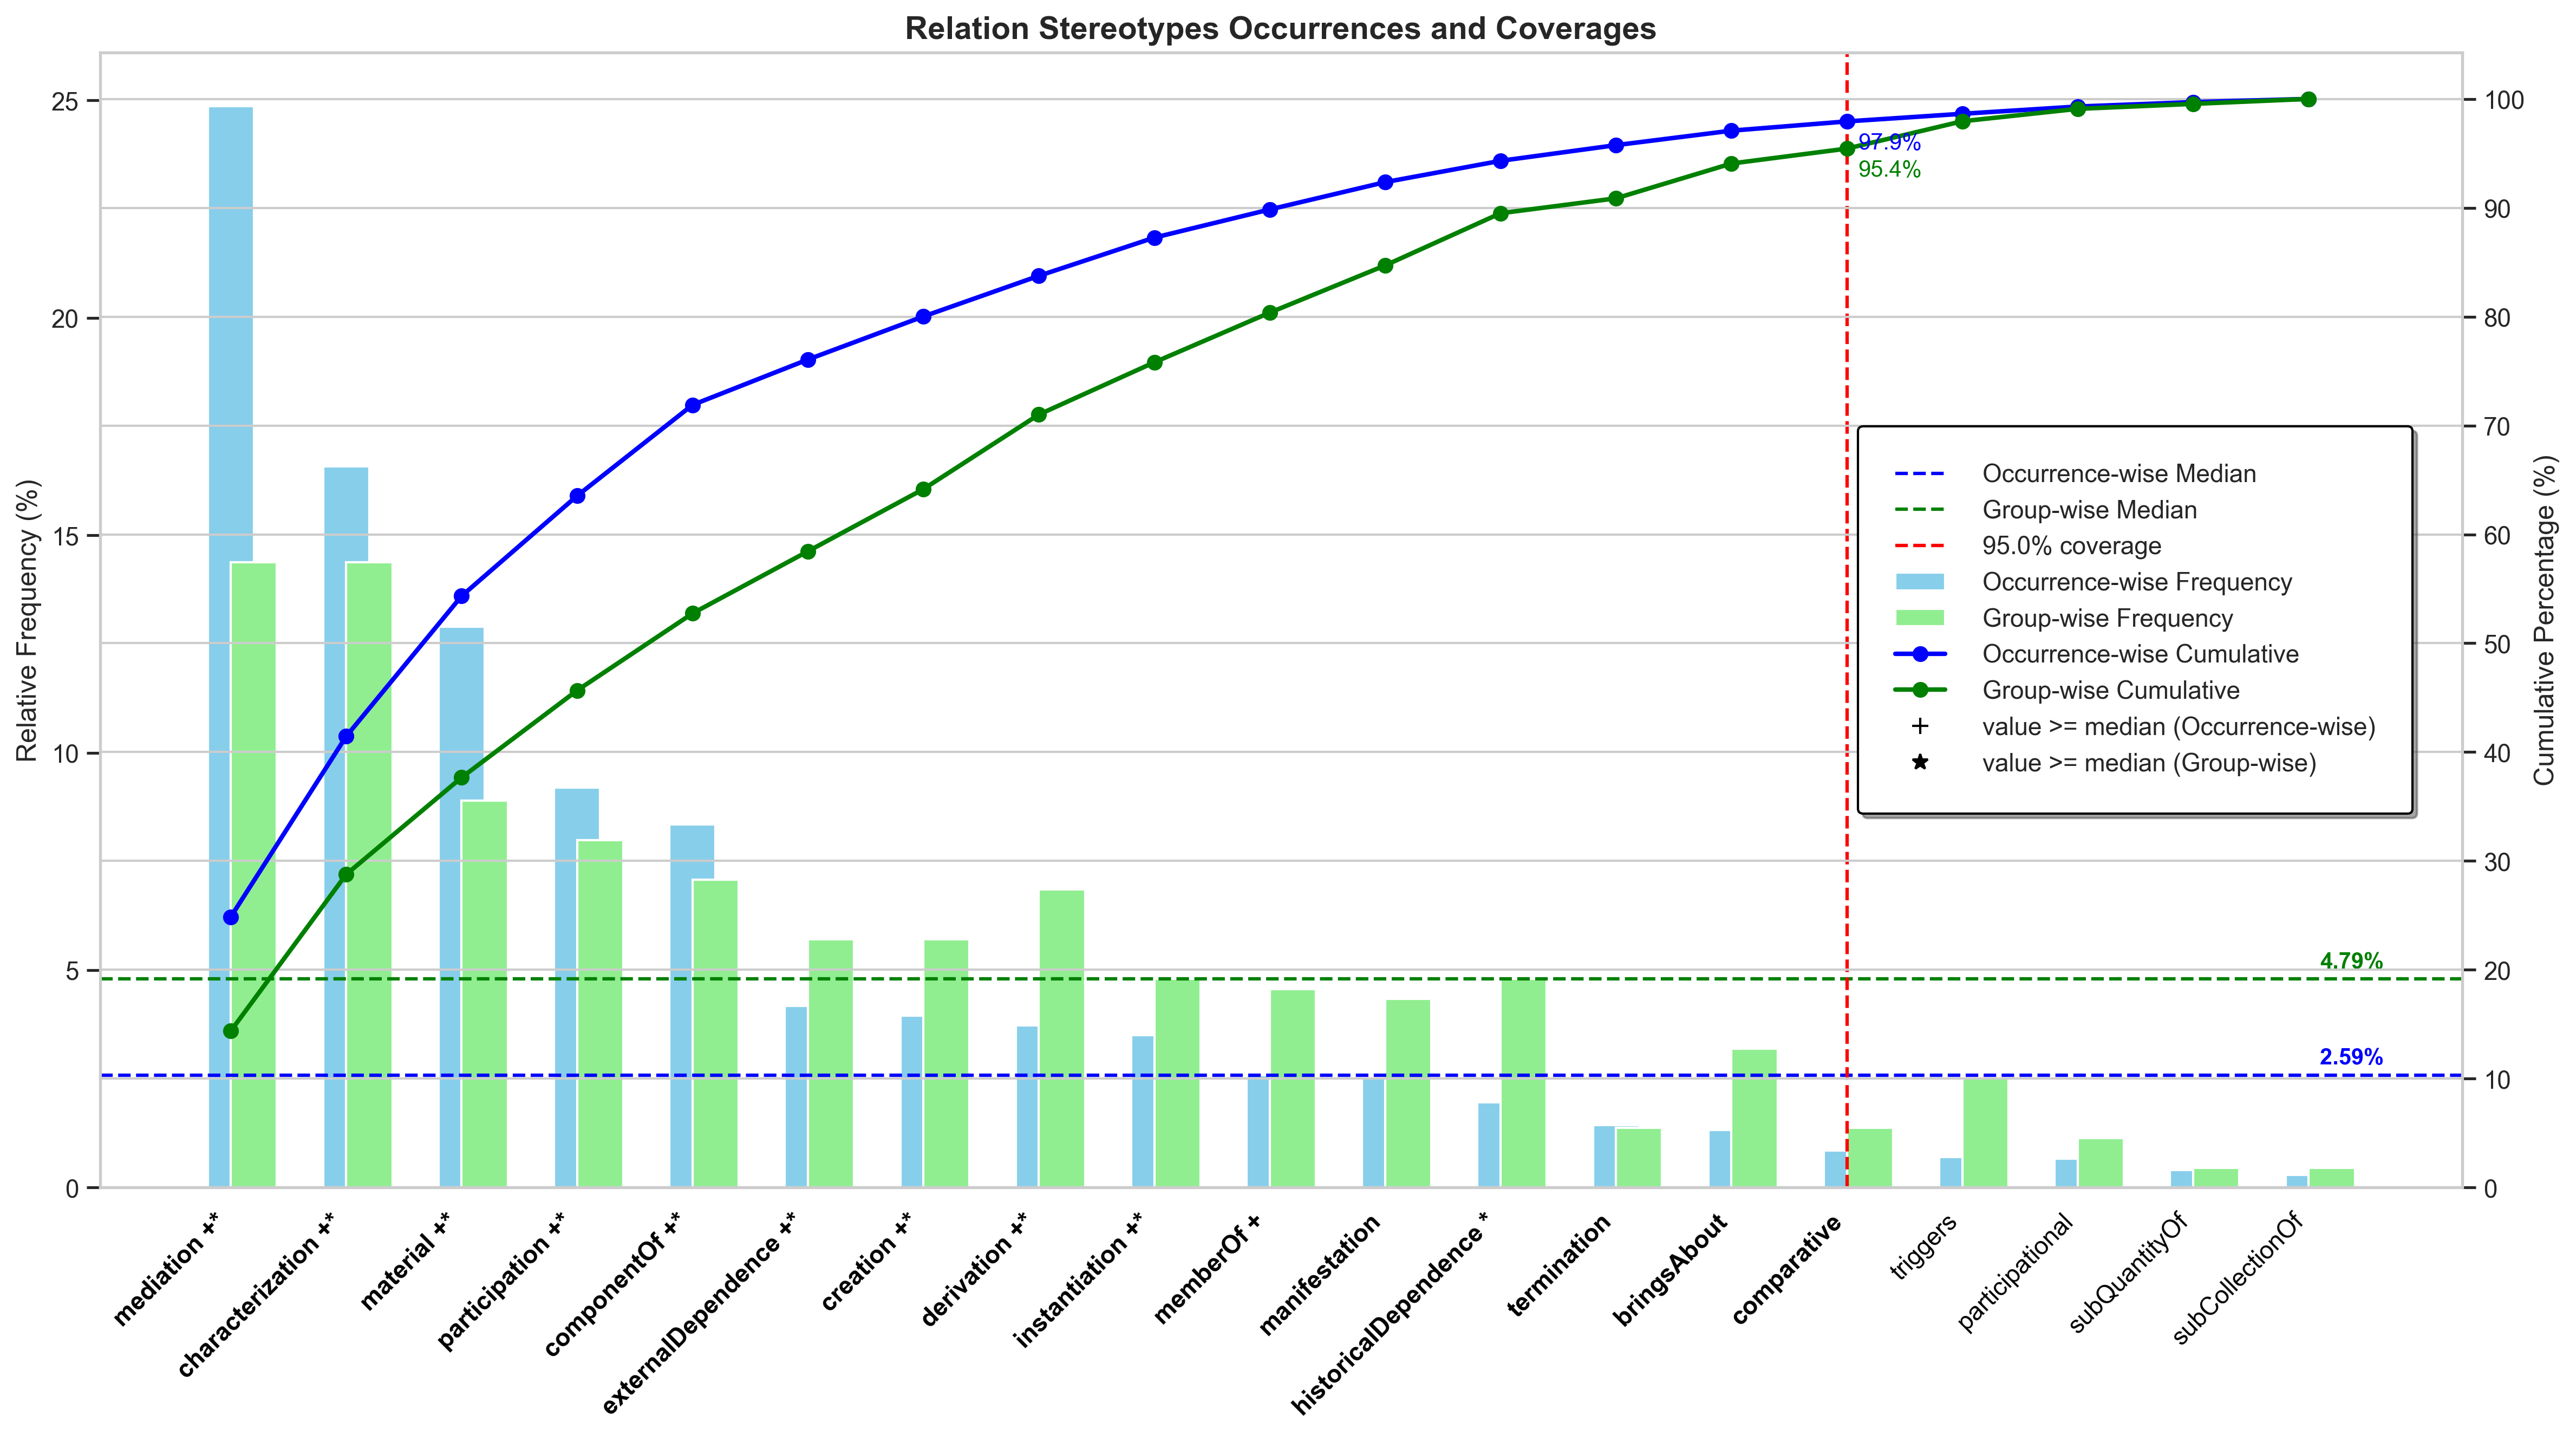 Relation Stereotypes Occurrences and Coverages
Relative Frequency (%)
25
20
15
10
5
0
Cumulative Percentage (%)
100
90
80
70
60
50
40
30
20
10
0
97.9%
95.4%
Occurrence-wise Median
Group-wise Median
95.0% coverage
Occurrence-wise Frequency
Group-wise Frequency
Occurrence-wise Cumulative
Group-wise Cumulative
+ value >= median (Occurrence-wise)
★ value >= median (Group-wise)
4.79%
2.59%
mediation +*
characterization +*
material +*
participation +*
componentOf +*
externalDependence +*
creation +*
derivation +*
instantiation +*
memberOf +
manifestation
historicalDependence *
termination
bringsAbout
comparative
triggers
participational
subQuantityOf
subCollectionOf